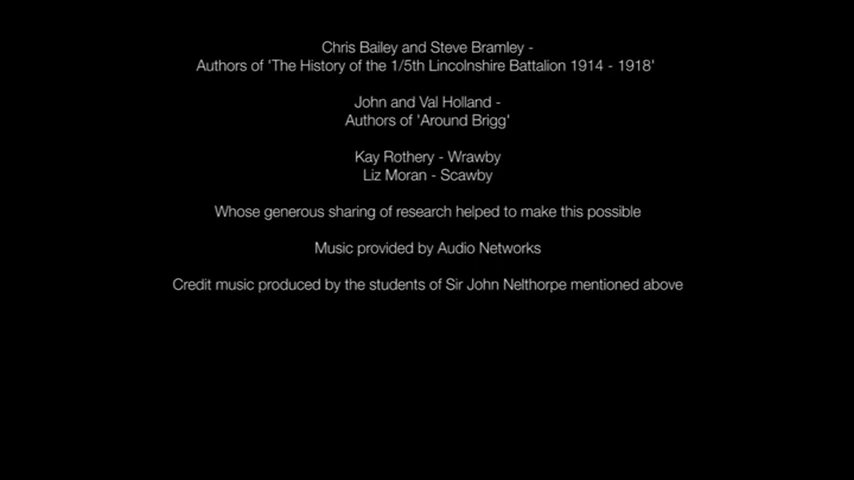 Chris Bailey and Steve Bramley -
Authors of 'The History of the 1/5th Lincolnshire Battalion 1914 - 1918'
John and Val Holland -
Authors of 'Around Brigg'
Kay Rothery - Wrawby
Liz Moran - Scawby
Whose generous sharing of research helped to make this possible
Music provided by Audio Networks
Credit music produced by the students of Sir John Nelthorpe mentioned above